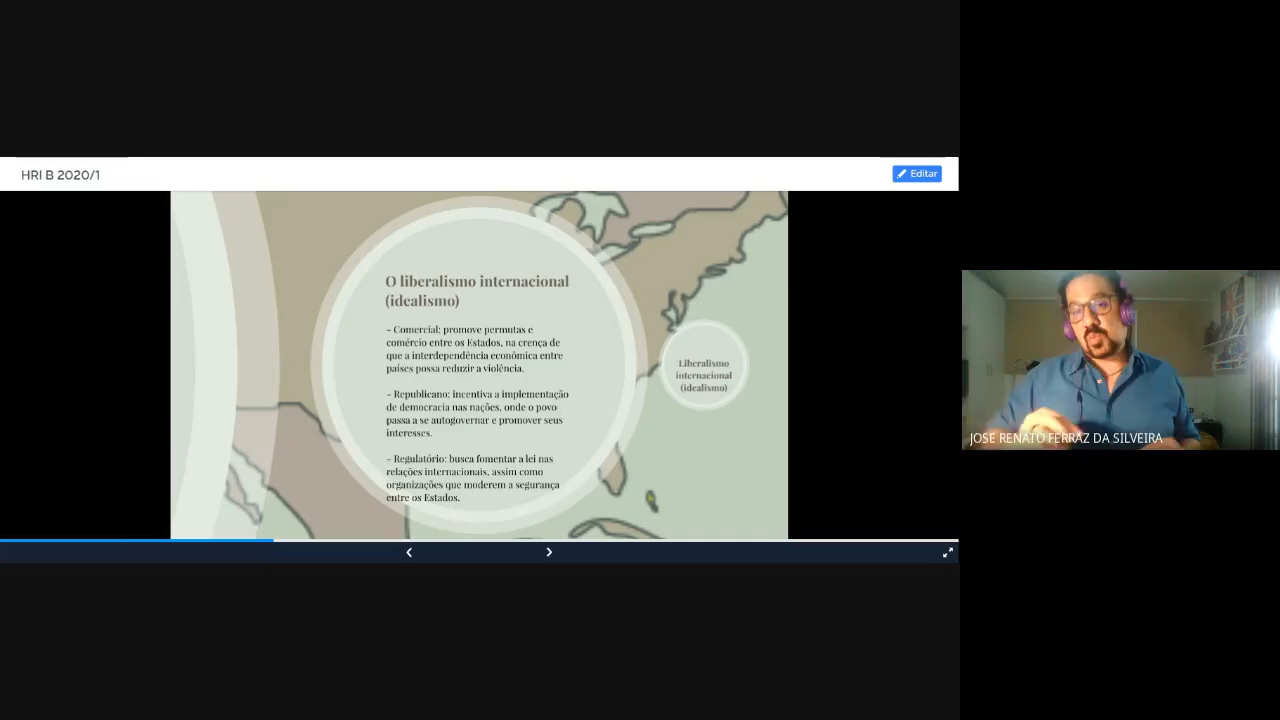 HRI B 2020/1
Editar
O liberalismo internacional
(idealismo)
- Comercial: promove permutas e
comércio entre os Estados, na crença de
que a interdependência econômica entre
países possa reduzir a violência.
- Republicano: incentiva a implementação
de democracia nas nações, onde o povo
passa a se autogovernar e promover seus
interesses.
- Regulatório: busca fomentar a lei nas
relações internacionais, assim como
organizações que moderem a segurança
entre os Estados.
Liberalismo
internacional
(idealismo)
JOSE RENATO FERRAZ DA SILVEIRA